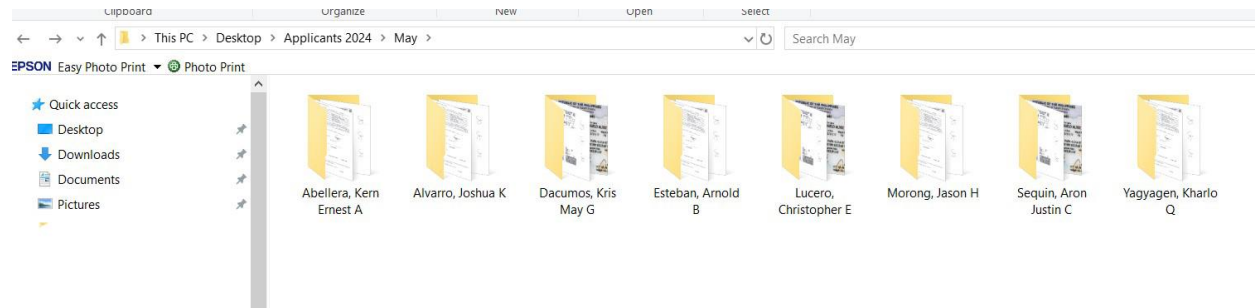 Clipboard Organize New Open Select
This PC > Desktop > Applicants 2024 > May >
Search May
EPSON Easy Photo Print Photo Print
Quick access
Desktop
Downloads
Documents
Pictures
Abellera, Kern
Ernest A
Alvarro, Joshua K
Dacumos, Kris
May G
Esteban, Arnold
B
Lucero,
Christopher E
Morong, Jason H
Sequin, Aron
Justin C
Yagyagen, Kharlo
Q